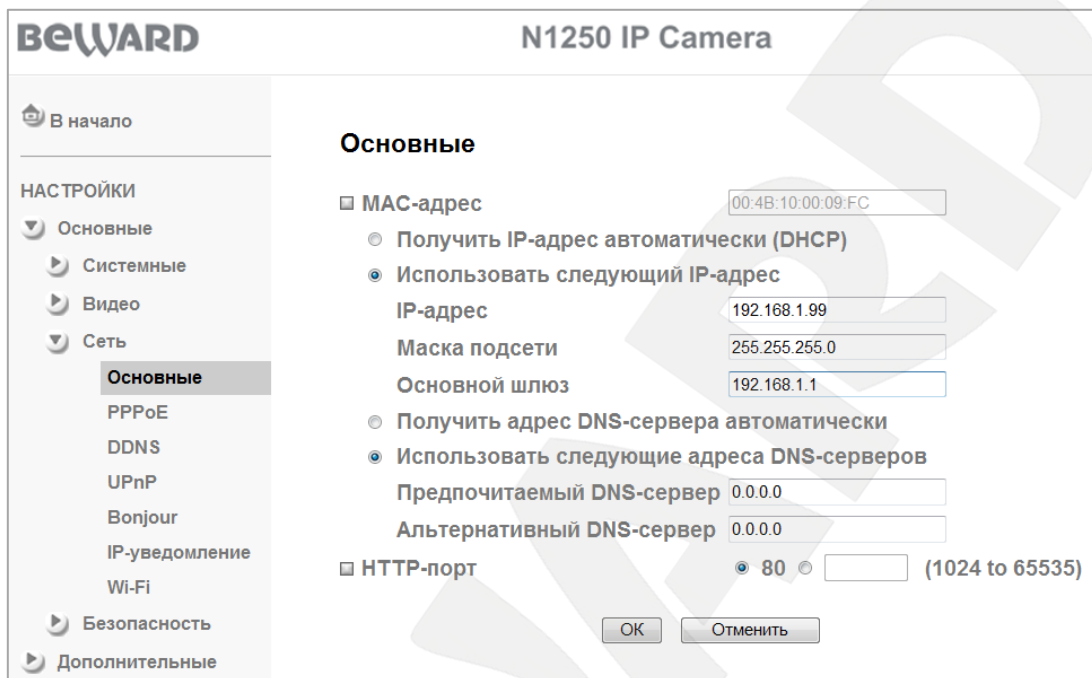 BEWARD
N1250 IP Camera
В начало
НАСТРОЙКИ
Основные
Системные
Видео
Сеть
Основные
PPPoE
DDNS
UPnP
Bonjour
IP-уведомление
Wi-Fi
Безопасность
Дополнительные
Основные
MAC-адрес 00:4B:10:00:09:FC
Получить IP-адрес автоматически (DHCP)
Использовать следующий IP-адрес
IP-адрес 192.168.1.99
Маска подсети 255.255.255.0
Основной шлюз 192.168.1.1
Получить адрес DNS-сервера автоматически
Использовать следующие адреса DNS-серверов
Предпочитаемый DNS-сервер 0.0.0.0
Альтернативный DNS-сервер 0.0.0.0
HTTP-порт 80 (1024 to 65535)
OK Отменить